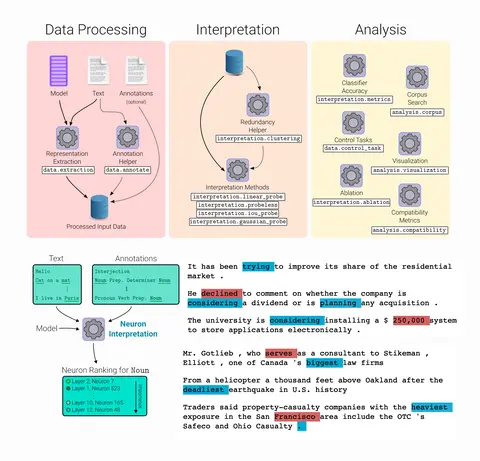 Data Processing
Model
Text
Annotations
(optional)
Representation
Extraction
data.extraction
Annotation
Helper
data.annotate
Processed Input Data
Interpretation
Redundancy
Helper
interpretation.clustering
Interpretation Methods
interpretation.linear_probe
interpretation.probeless
interpretation.iou_probe
interpretation.gaussian_probe
Analysis
Classifier
Accuracy
interpretation.metrics
Corpus
Search
analysis.corpus
Control Tasks
data.control_task
Visualization
analysis.visualization
Ablation
interpretation.ablation
Compatibility
Metrics
analysis.compatibility
Text
Hello
Cat on a mat
I live in Paris
Annotations
Interjection
Noun Prep. Determiner Noun
Pronoun Verb Prep. Noun
Model
Neuron
Interpretation
Neuron Ranking for Noun
Layer 2, Neuron 7
Layer 1, Neuron 523
Layer 10, Neuron 165
Layer 12, Neuron 48
It has been trying to improve its share of the residential
market .
He declined to comment on whether the company is
considering a dividend or is planning any acquisition .
The university is considering installing a $ 250,000 system
to store applications electronically .
Mr. Gotlieb , who serves as a consultant to Stikeman ,
Elliott , one of Canada 's biggest law firms
From a helicopter a thousand feet above Oakland after the
deadliest earthquake in U.S. history
Traders said property-casualty companies with the heaviest
exposure in the San Francisco area include the OTC 's
Safeco and Ohio Casualty .